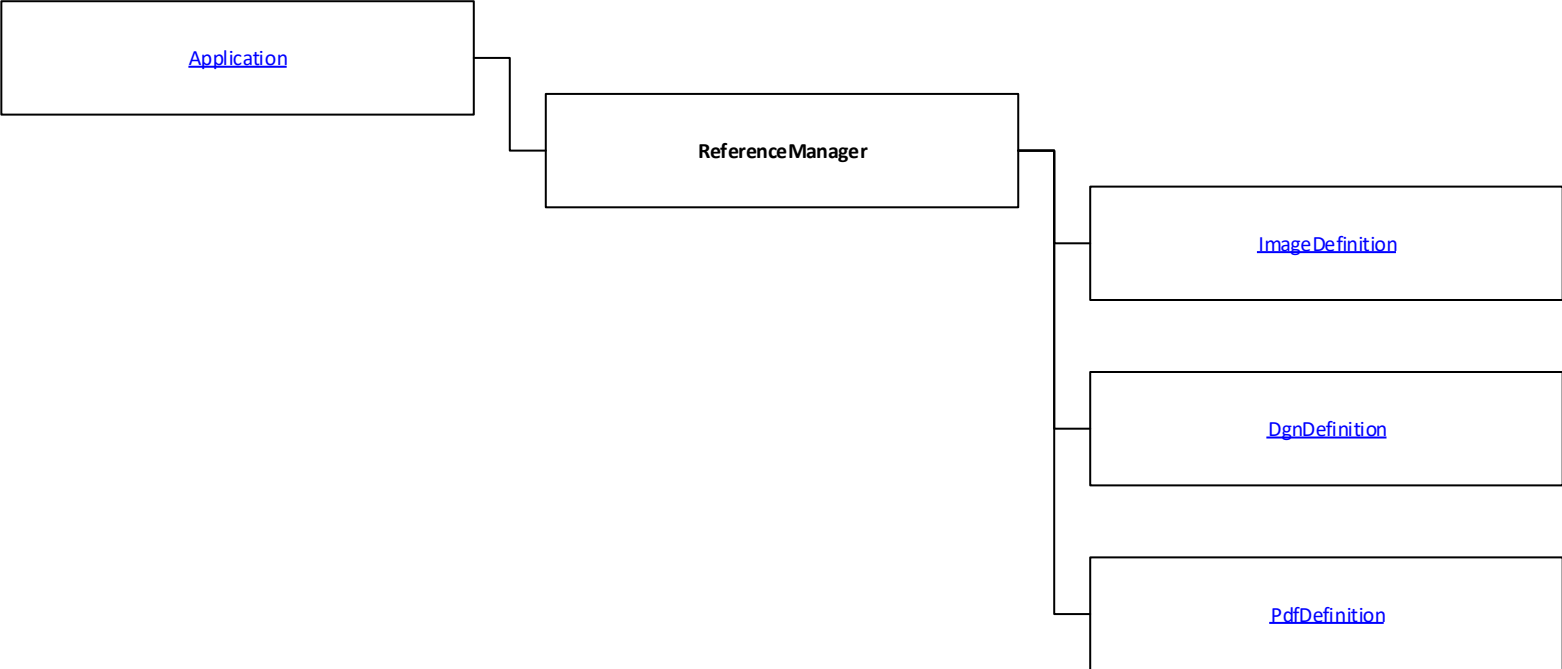 Application
ReferenceManager
ImageDefinition
DgnDefinition
PdfDefinition